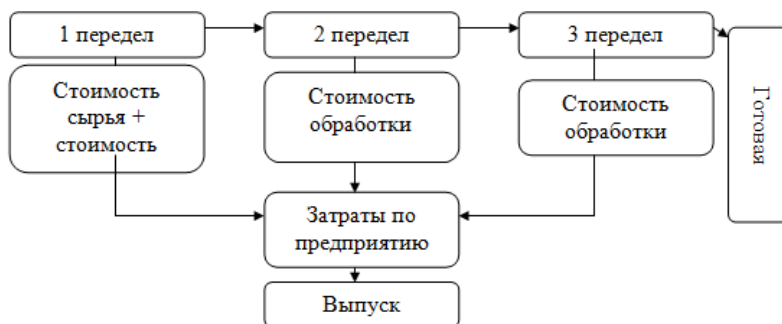 1 передел
2 передел
3 передел
Стоимость
сырья +
стоимость
Стоимость
обработки
Стоимость
обработки
Готовая
Затраты по
предприятию
Выпуск